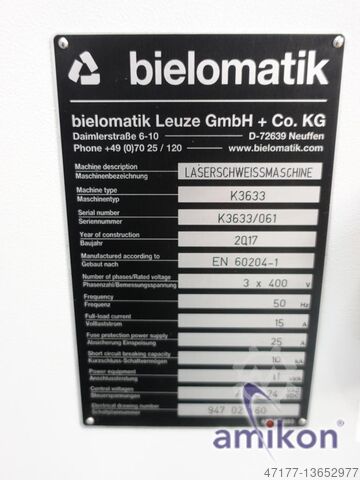 bielomatik
bielomatik Leuze GmbH + Co. KG
Daimlerstraße 6-10 D-72639 Neuffen
Phone +49 (0)70 25 / 120 www.bielomatik.com
Machine description
Maschinenbezeichnung LASERSCHWEISSMASCHINE
Machine type
Maschinentyp K3633
Serial number
Seriennummer K3633/061
Year of construction
Baujahr 2017
Manufactured according to
Gebaut nach EN 60204-1
Number of phases/Rated voltage
Phasenzahl/Bemessungsspannung 3 x 400 V
Frequency
Frequenz 50 Hz
Full-load current
Vollaststrom 15 A
Fuse protection power supply
Absicherung Einspeisung 25 A
Short circuit breaking capacity
Kurzschluss-Schaltvermögen 10 kA
Power equipment
Anschlussleistung
Control voltages
Steuerspannungen
Electrical drawing number
Schaltplannummer 947 02
amikon
47177-13652977